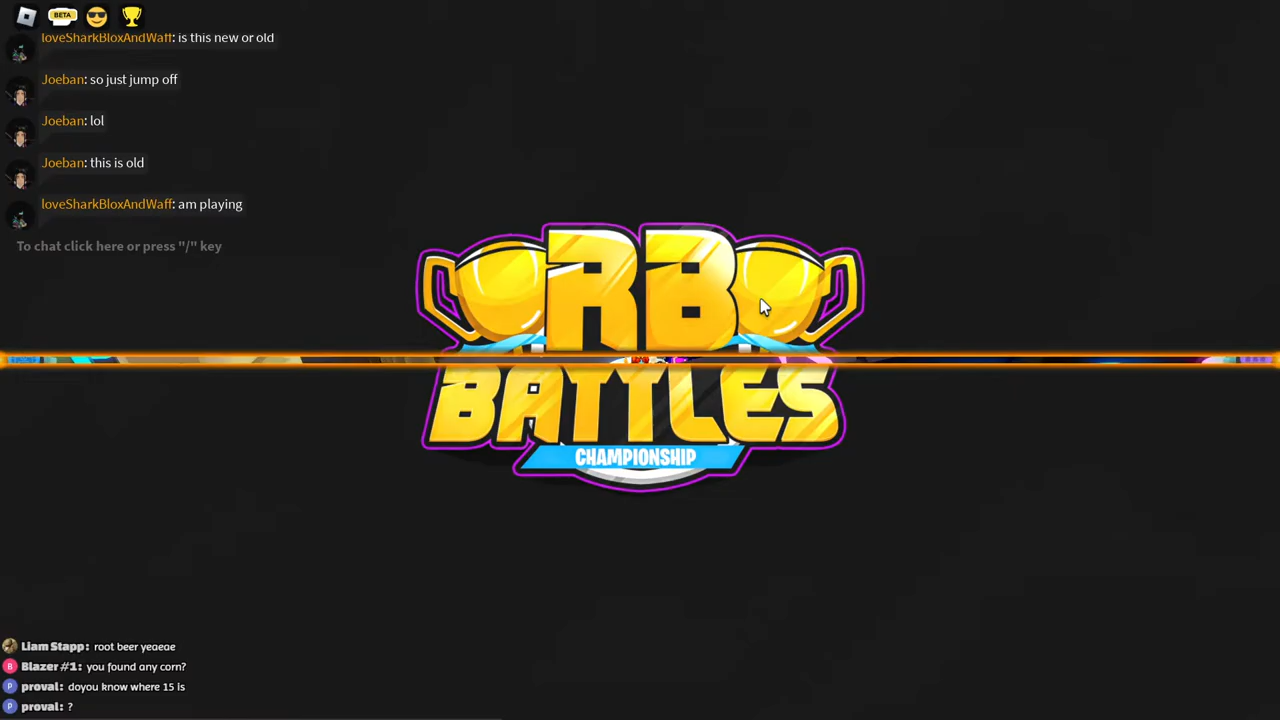 BETA
loveSharkBloxAndWaff: is this new or old
Joeban: so just jump off
Joeban: lol
Joeban: this is old
loveSharkBloxAndWaff: am playing
To chat click here or press "/" key
RB
BATTLES
CHAMPIONSHIP
Liam Stapp: root beer yeaeae
B Blazer #1: you found any corn?
P proval: doyou know where 15 is
P proval: ?